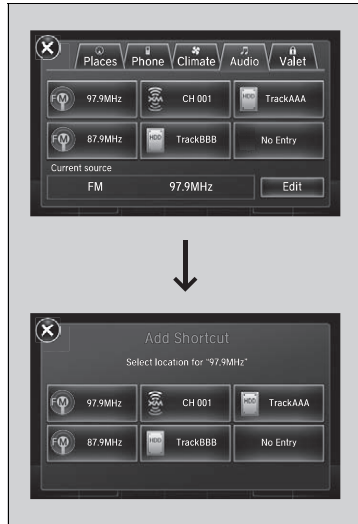 Places Phone Climate Audio Valet
FM 97.9MHz XM CH 001 HDD TrackAAA
FM 87.9MHz HDD TrackBBB No Entry
Current source
FM 97.9MHz Edit
Add Shortcut
Select location for "97.9MHz"
FM 97.9MHz XM CH 001 HDD TrackAAA
FM 87.9MHz HDD TrackBBB No Entry